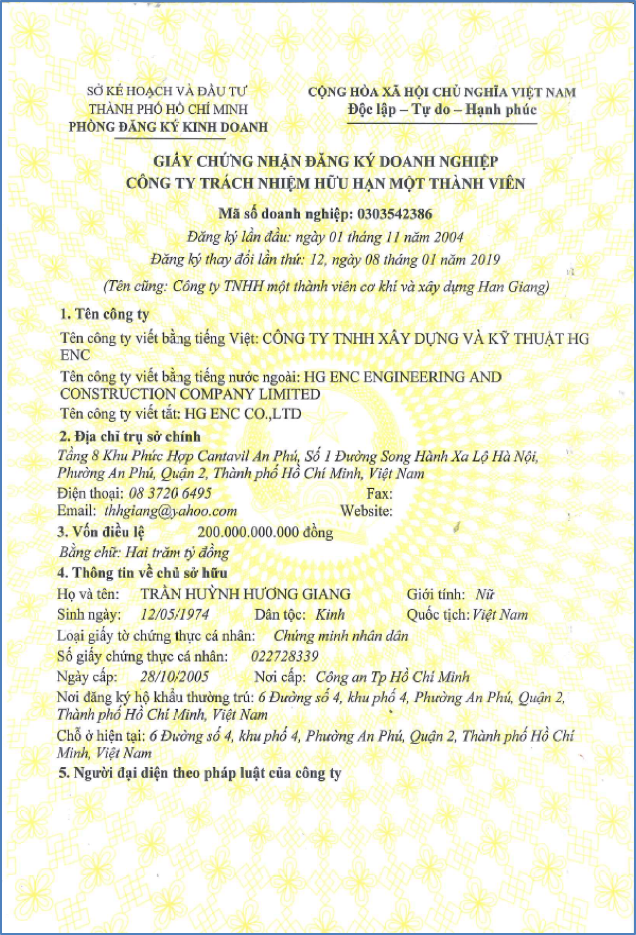 SỞ KẾ HOẠCH VÀ ĐẦU TƯ
THÀNH PHỐ HỒ CHÍ MINH
PHÒNG ĐĂNG KÝ KINH DOANH
CỘNG HÒA XÃ HỘI CHỦ NGHĨA VIỆT NAM
Độc lập – Tự do – Hạnh phúc
GIẤY CHỨNG NHẬN ĐĂNG KÝ DOANH NGHIỆP
CÔNG TY TRÁCH NHIỆM HỮU HẠN MỘT THÀNH VIÊN
Mã số doanh nghiệp: 0303542386
Đăng ký lần đầu: ngày 01 tháng 11 năm 2004
Đăng ký thay đổi lần thứ: 12, ngày 08 tháng 01 năm 2019
(Tên cũng: Công ty TNHH một thành viên cơ khí và xây dựng Han Giang)
1. Tên công ty
Tên công ty viết bằng tiếng Việt: CÔNG TY TNHH XÂY DỰNG VÀ KỸ THUẬT HG
ENC
Tên công ty viết bằng tiếng nước ngoài: HG ENC ENGINEERING AND
CONSTRUCTION COMPANY LIMITED
Tên công ty viết tắt: HG ENC CO.,LTD
2. Địa chỉ trụ sở chính
Tầng 8 Khu Phức Hợp Cantavil An Phú, Số 1 Đường Song Hành Xa Lộ Hà Nội,
Phường An Phú, Quận 2, Thành phố Hồ Chí Minh, Việt Nam
Điện thoại: 08 3720 6495 Fax:
Email: thhgiang@yahoo.com Website:
3. Vốn điều lệ 200.000.000.000 đồng
Bằng chữ: Hai trăm tỷ đồng
4. Thông tin về chủ sở hữu
Họ và tên: TRẦN HUỲNH HƯƠNG GIANG Giới tính: Nữ
Sinh ngày: 12/05/1974 Dân tộc: Kinh Quốc tịch: Việt Nam
Loại giấy tờ chứng thực cá nhân: Chứng minh nhân dân
Số giấy chứng thực cá nhân: 022728339
Ngày cấp: 28/10/2005 Nơi cấp: Công an Tp Hồ Chí Minh
Nơi đăng ký hộ khẩu thường trú: 6 Đường số 4, khu phố 4, Phường An Phú, Quận 2,
Thành phố Hồ Chí Minh, Việt Nam
Chỗ ở hiện tại: 6 Đường số 4, khu phố 4, Phường An Phú, Quận 2, Thành phố Hồ Chí
Minh, Việt Nam
5. Người đại diện theo pháp luật của công ty